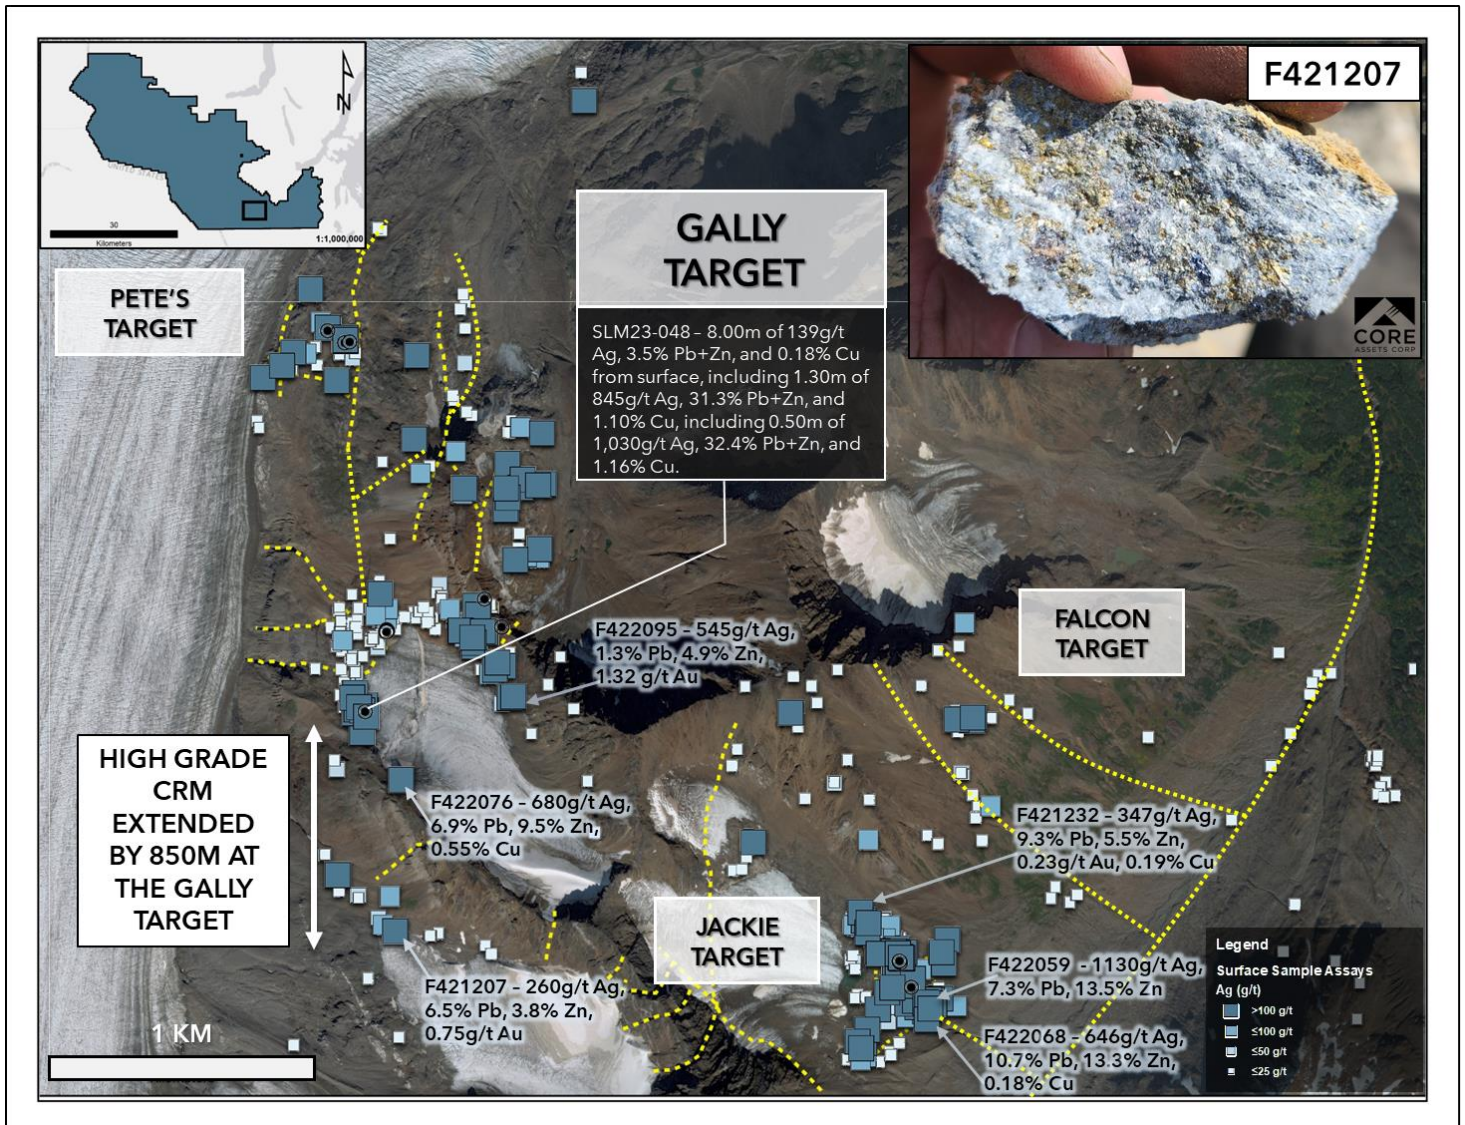 N
UNITED
30
Kilometers
1:1,000,000
F421207
CORE
ASSETS CORP
PETE'S
TARGET
GALLY
TARGET
SLM23-048 – 8.00m of 139g/t
Ag, 3.5% Pb+Zn, and 0.18% Cu
from surface, including 1.30m of
845g/t Ag, 31.3% Pb+Zn, and
1.10% Cu, including 0.50m of
1,030g/t Ag, 32.4% Pb+Zn, and
1.16% Cu.
FALCON
TARGET
F422095 – 545g/t Ag,
1.3% Pb, 4.9% Zn,
1.32 g/t Au
HIGH GRADE
CRM
EXTENDED
BY 850M AT
THE GALLY
TARGET
F422076 – 680g/t Ag,
6.9% Pb, 9.5% Zn,
0.55% Cu
F421232 – 347g/t Ag,
9.3% Pb, 5.5% Zn,
0.23g/t Au, 0.19% Cu
JACKIE
TARGET
F421207 – 260g/t Ag,
6.5% Pb, 3.8% Zn,
0.75g/t Au
F422059 – 1130g/t Ag,
7.3% Pb, 13.5% Zn
F422068 – 646g/t Ag,
10.7% Pb, 13.3% Zn,
0.18% Cu
1 KM
Legend
Surface Sample Assays
Ag (g/t)
>100 g/t
≤100 g/t
≤50 g/t
≤25 g/t